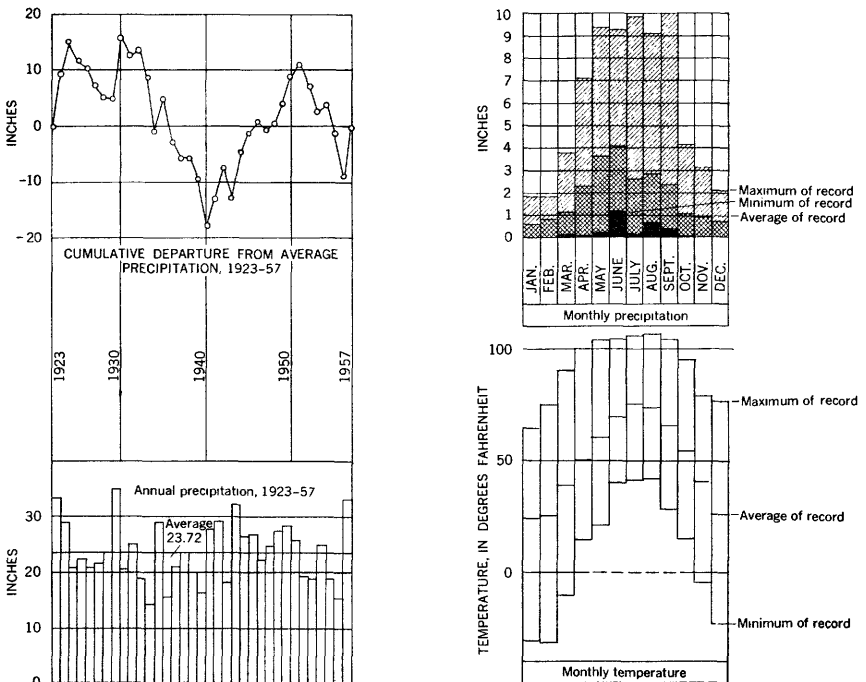 20
10
0
-10
-20
INCHES
CUMULATIVE DEPARTURE FROM AVERAGE
PRECIPITATION, 1923-57
1923
1930
1940
1950
1957
Annual precipitation, 1923-57
Average
23.72
30
20
10
0
INCHES
10
9
8
7
6
5
4
3
2
1
0
INCHES
Maximum of record
Minimum of record
Average of record
JAN.
FEB.
MAR.
APR.
MAY
JUNE
JULY
AUG.
SEPT.
OCT.
NOV.
DEC.
Monthly precipitation
100
50
0
TEMPERATURE, IN DEGREES FAHRENHEIT
Maximum of record
Average of record
Minimum of record
Monthly temperature